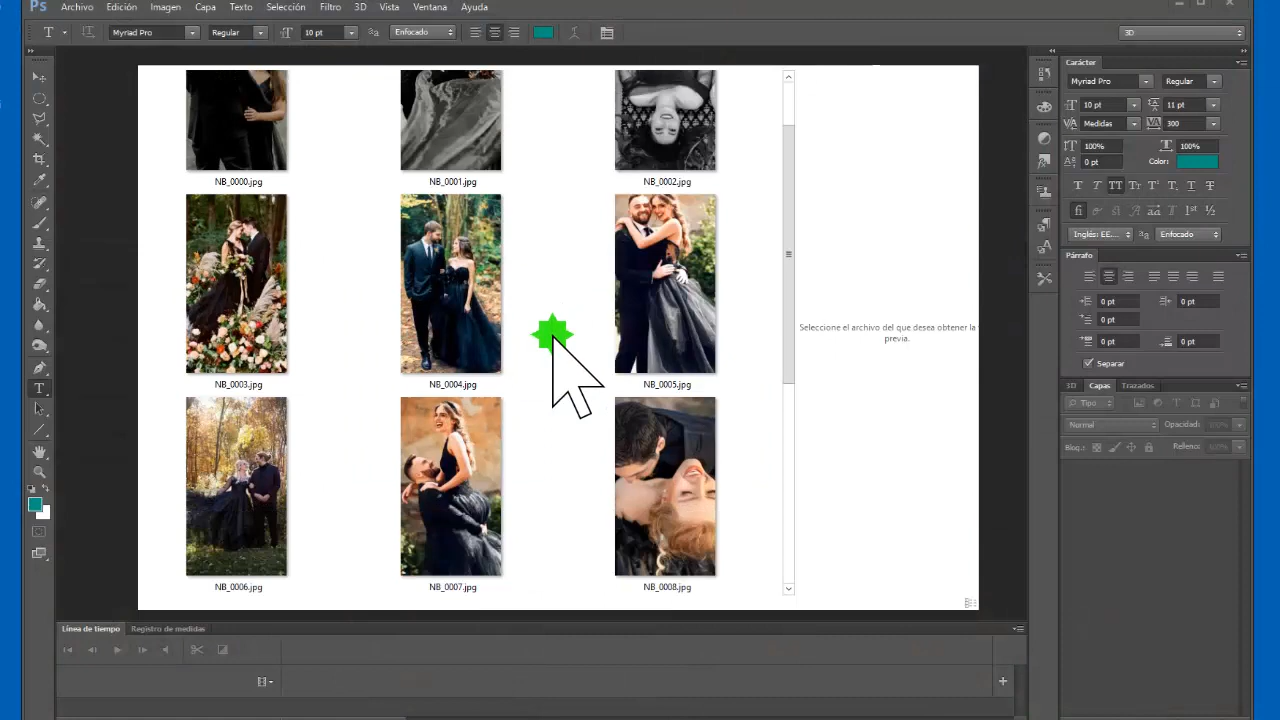 Ps Archivo Edición Imagen Capa Texto Selección Filtro 3D Vista Ventana Ayuda
T Myriad Pro Regular 10 pt Enfocado 3D
Carácter
Myriad Pro Regular
10 pt 11 pt
Medidas 300
100% 100%
0 pt Color:
Inglés: EE... Enfocado
Párrafo
0 pt 0 pt
0 pt
0 pt 0 pt
Separar
3D Capas Trazados
Tipo
Normal Opacidad: 100%
Bloq.: Relleno: 100%
NB_0000.jpg NB_0001.jpg NB_0002.jpg
NB_0003.jpg NB_0004.jpg NB_0005.jpg
NB_0006.jpg NB_0007.jpg NB_0008.jpg
Seleccione el archivo del que desea obtener la
previa.
Línea de tiempo Registro de medidas